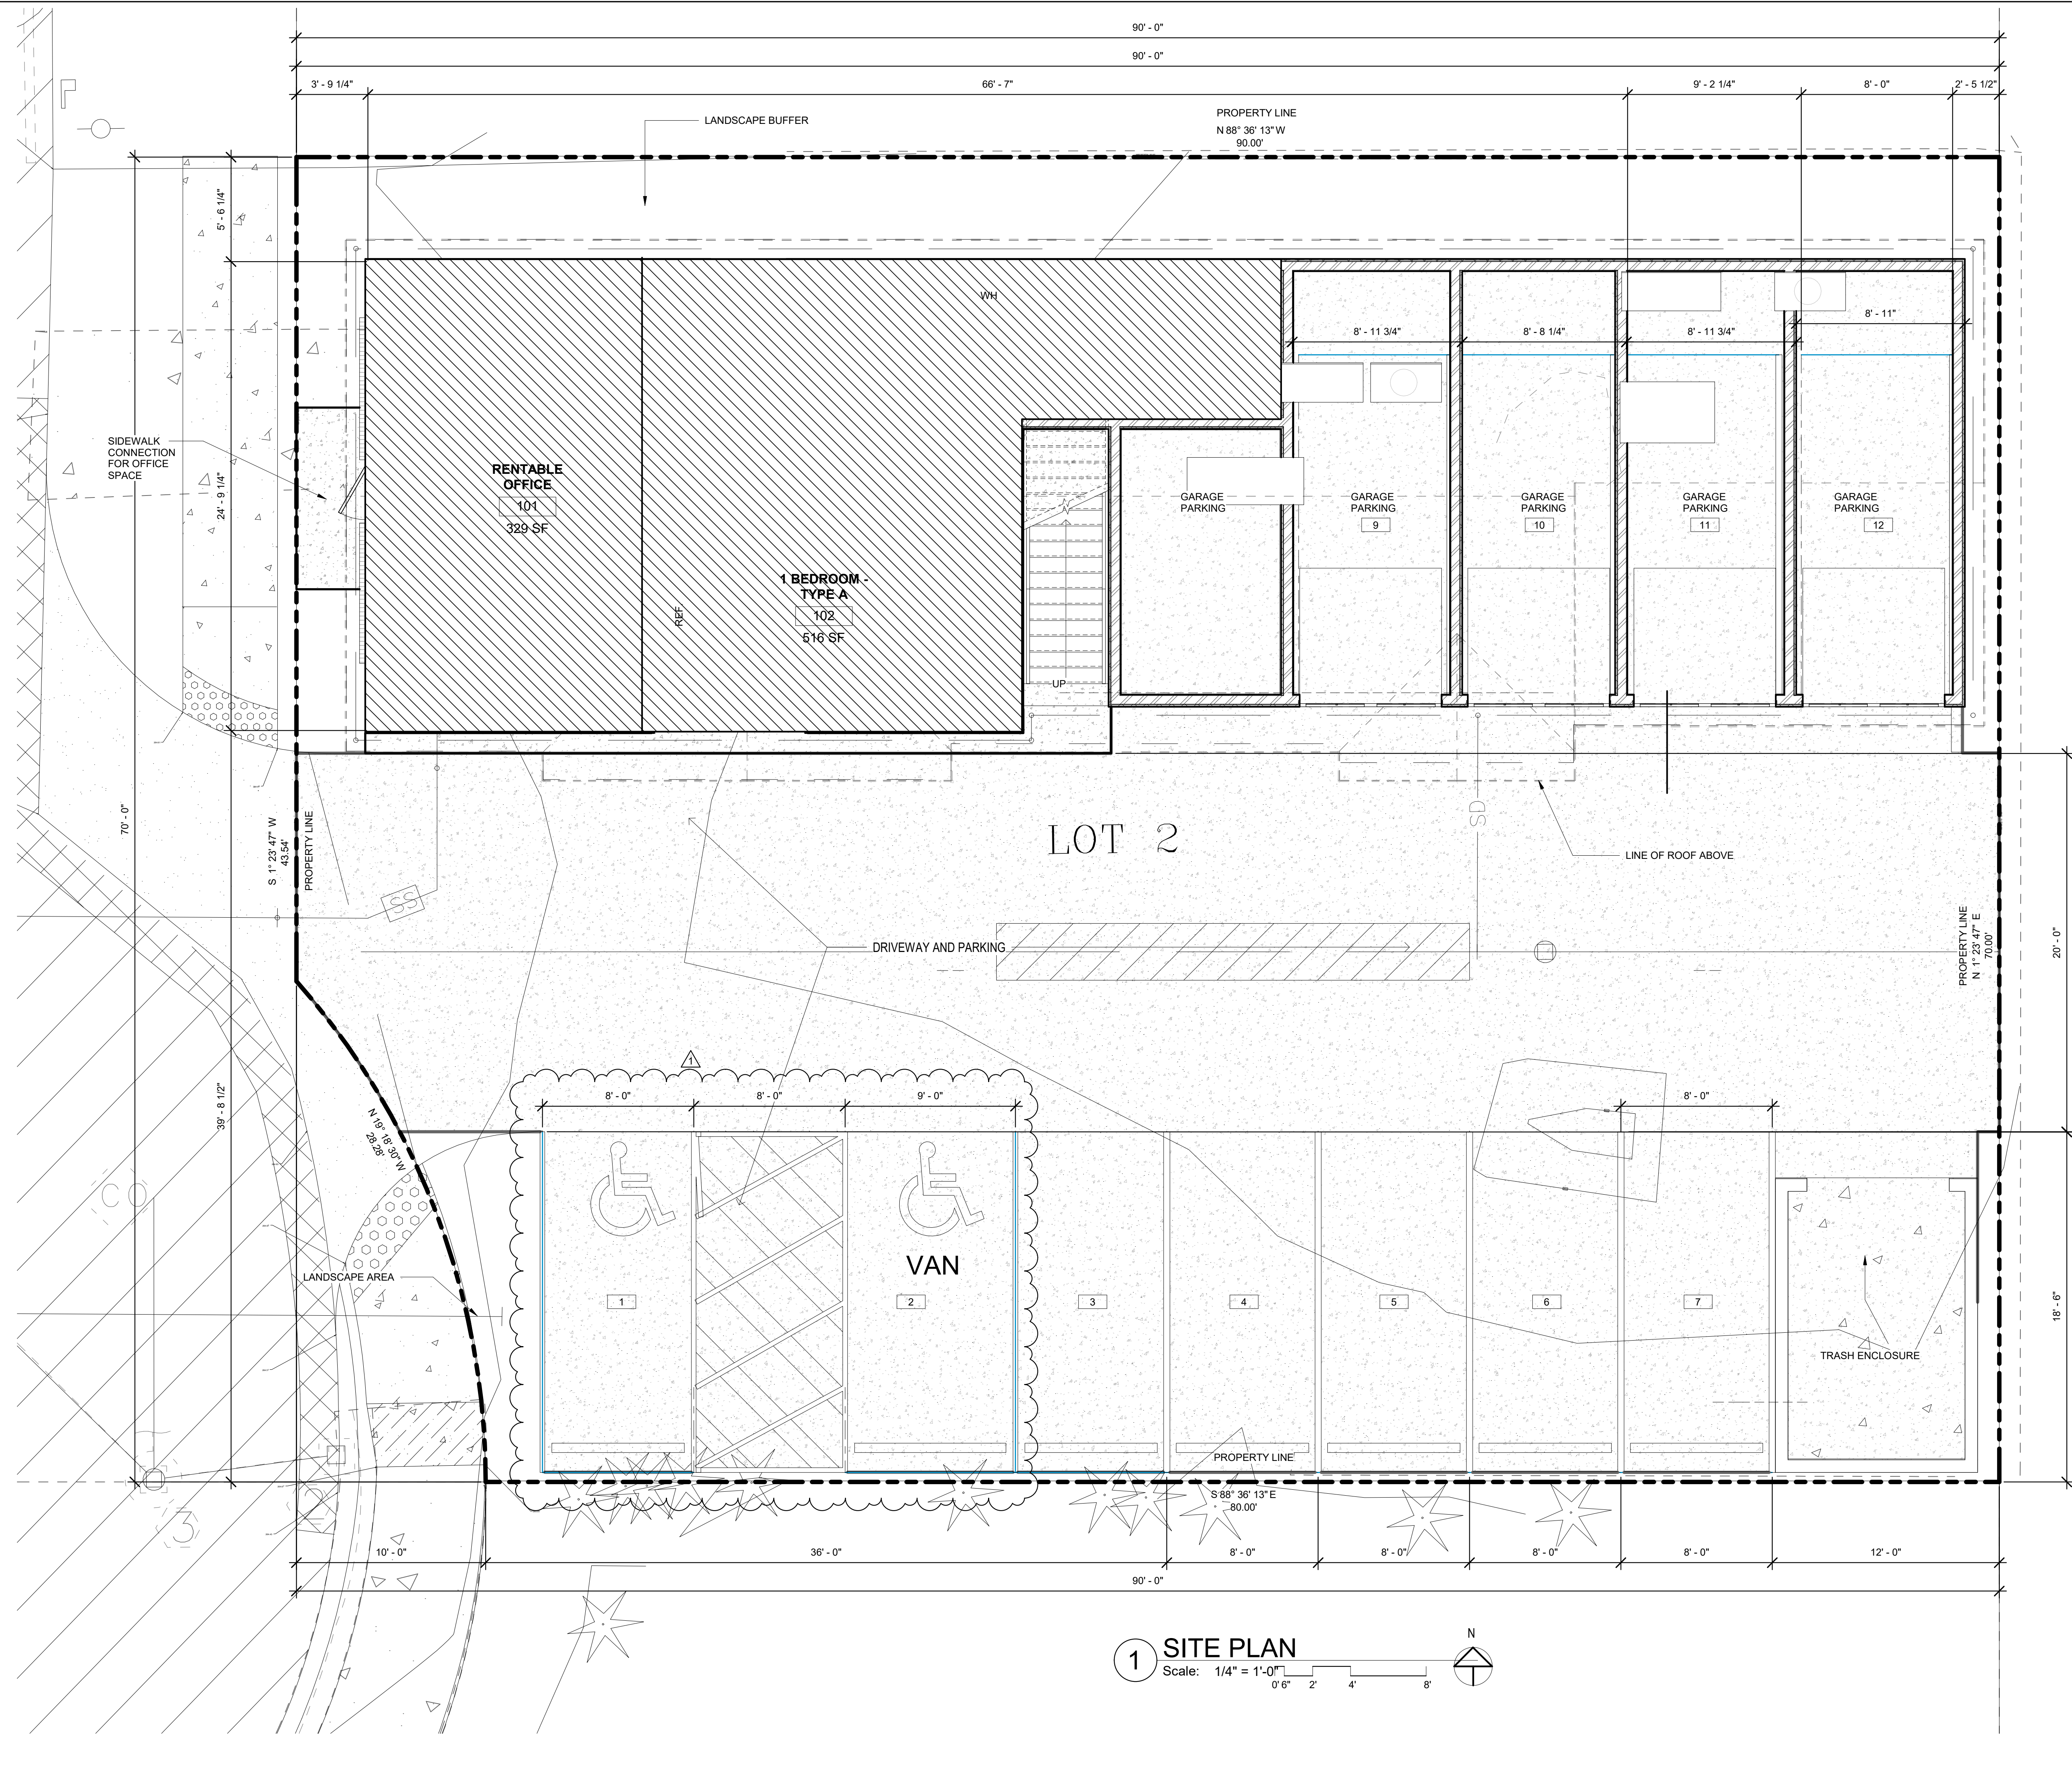 90' - 0"
90' - 0"
3' - 9 1/4"
66' - 7"
9' - 2 1/4"
8' - 0"
2' - 5 1/2"
LANDSCAPE BUFFER
PROPERTY LINE
N 88° 36' 13" W
90.00'
5' - 6 1/4"
WH
8' - 11 3/4"
8' - 8 1/4"
8' - 11 3/4"
8' - 11"
SIDEWALK
CONNECTION
FOR OFFICE
SPACE
24' - 9 1/4"
RENTABLE
OFFICE
101
329 SF
1 BEDROOM -
TYPE A
102
516 SF
REF
UP
GARAGE
PARKING
GARAGE
PARKING
9
GARAGE
PARKING
10
GARAGE
PARKING
11
GARAGE
PARKING
12
70' - 0"
S 1° 23' 47" W
43.54'
PROPERTY LINE
LOT 2
SD
LINE OF ROOF ABOVE
SS
DRIVEWAY AND PARKING
PROPERTY LINE
N 1° 23' 47" E
70.00'
20' - 0"
39' - 8 1/2"
N 19° 18' 30" W
28.28'
1
8' - 0"
8' - 0"
9' - 0"
8' - 0"
CO
VAN
LANDSCAPE AREA
1
2
3
4
5
6
7
TRASH ENCLOSURE
18' - 6"
PROPERTY LINE
S 88° 36' 13" E
80.00'
3
2
10' - 0"
36' - 0"
8' - 0"
8' - 0"
8' - 0"
8' - 0"
12' - 0"
90' - 0"
1
SITE PLAN
Scale: 1/4" = 1'-0"
0' 6" 2' 4' 8'
N